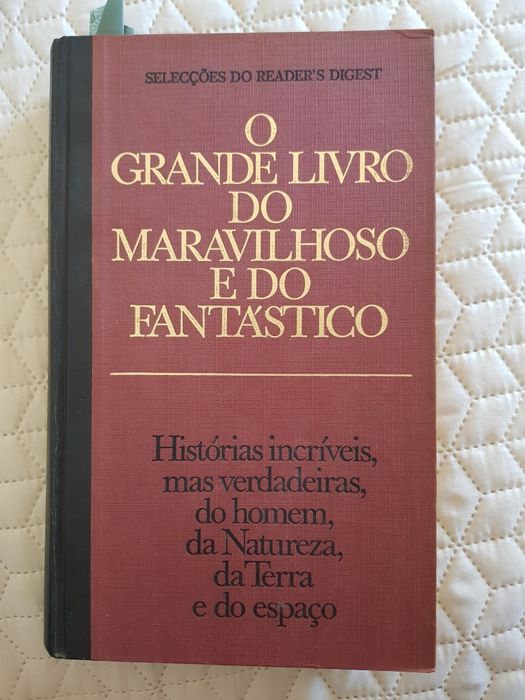 SELECÇÕES DO READER'S DIGEST
O
GRANDE LIVRO
DO
MARAVILHOSO
E DO
FANTÁSTICO
Histórias incríveis,
mas verdadeiras,
do homem,
da Natureza,
da Terra
e do espaço